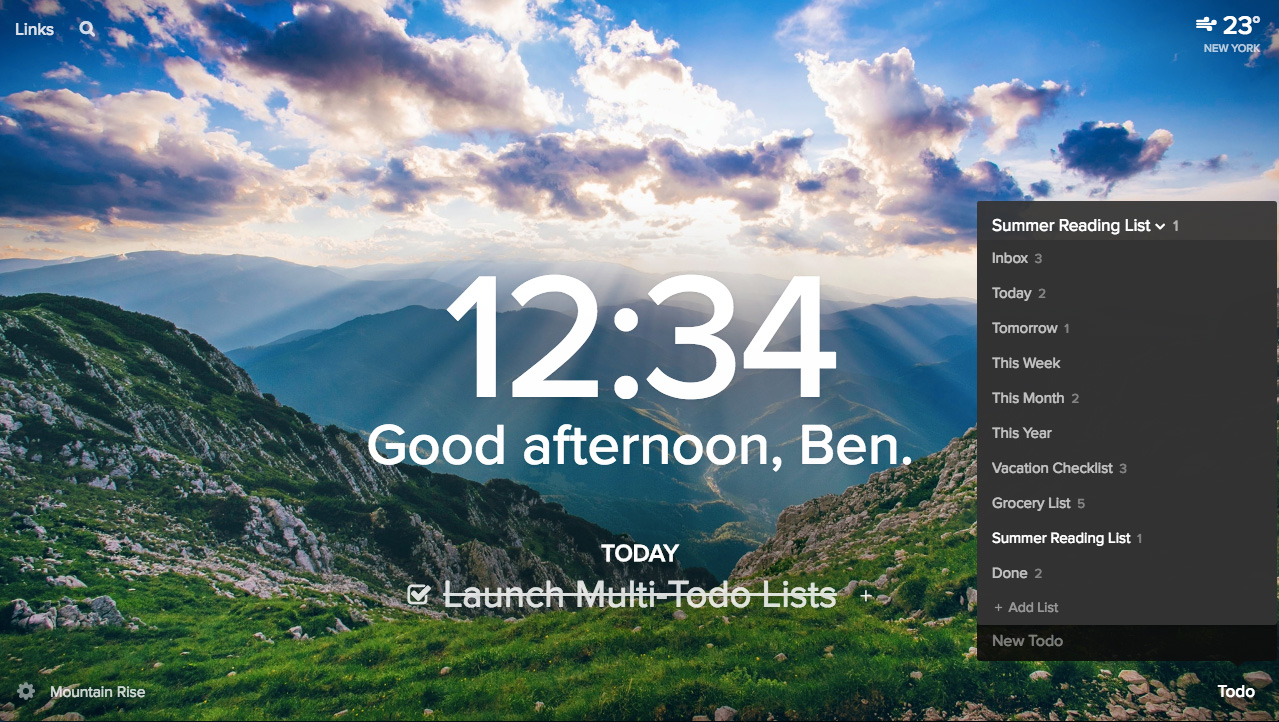 Links
23°
NEW YORK
12:34
Good afternoon, Ben.
TODAY
Launch Multi-Todo Lists +
Summer Reading List 1
Inbox 3
Today 2
Tomorrow 1
This Week
This Month 2
This Year
Vacation Checklist 3
Grocery List 5
Summer Reading List 1
Done 2
+ Add List
New Todo
Mountain Rise
Todo